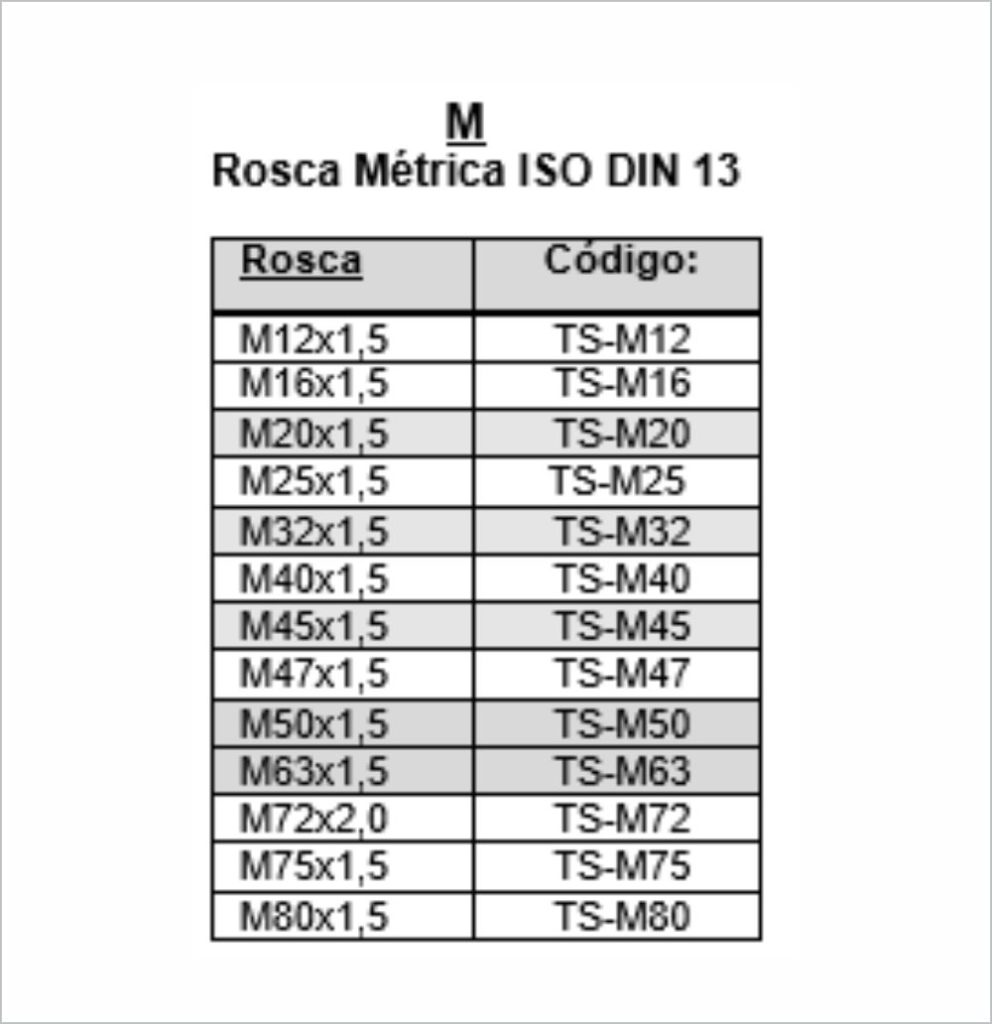 M
Rosca Métrica ISO DIN 13
Rosca Código:
M12x1,5 TS-M12
M16x1,5 TS-M16
M20x1,5 TS-M20
M25x1,5 TS-M25
M32x1,5 TS-M32
M40x1,5 TS-M40
M45x1,5 TS-M45
M47x1,5 TS-M47
M50x1,5 TS-M50
M63x1,5 TS-M63
M72x2,0 TS-M72
M75x1,5 TS-M75
M80x1,5 TS-M80